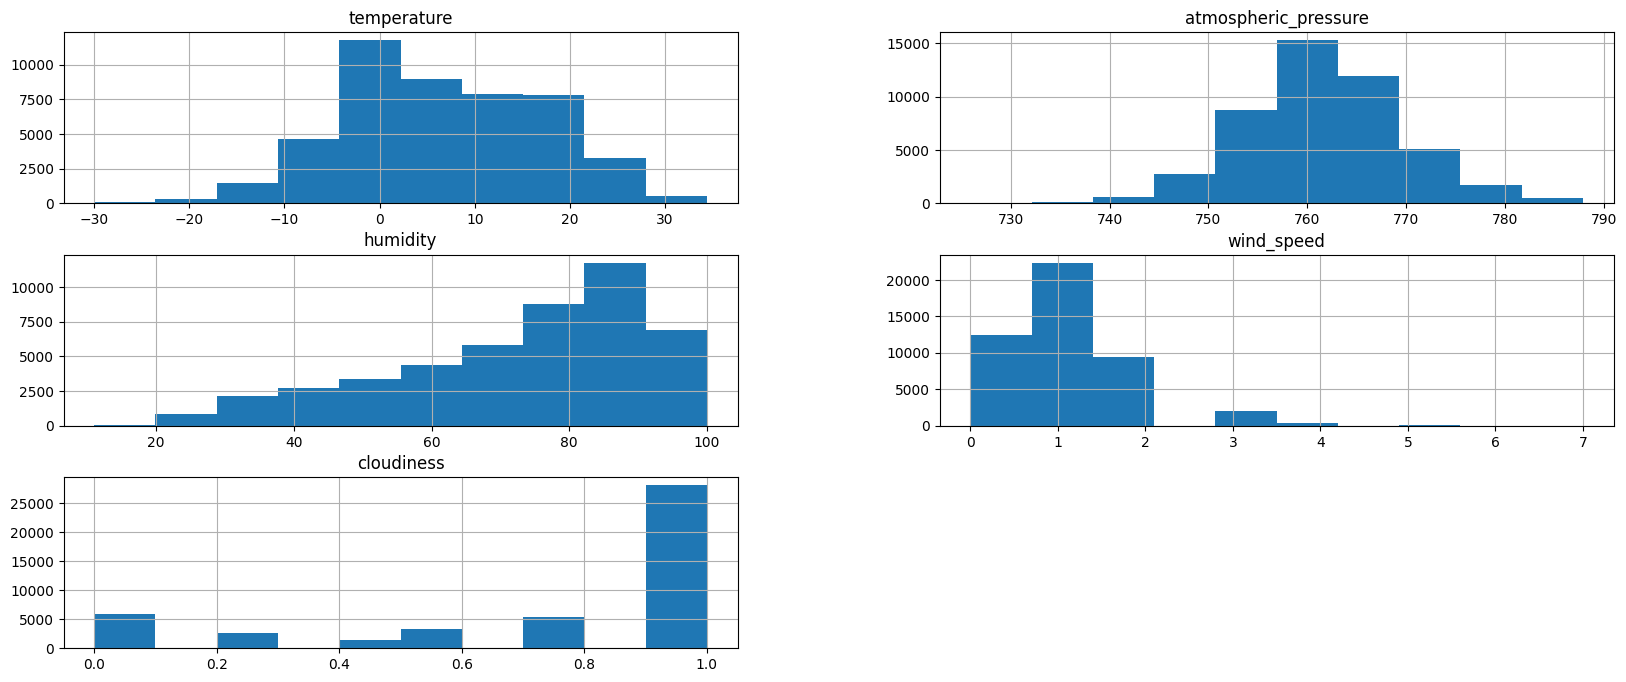 temperature
10000
7500
5000
2500
0
−30 −20 −10 0 10 20 30
atmospheric_pressure
15000
10000
5000
0
730 740 750 760 770 780 790
humidity
10000
7500
5000
2500
0
20 40 60 80 100
wind_speed
20000
15000
10000
5000
0
0 1 2 3 4 5 6 7
cloudiness
25000
20000
15000
10000
5000
0
0.0 0.2 0.4 0.6 0.8 1.0